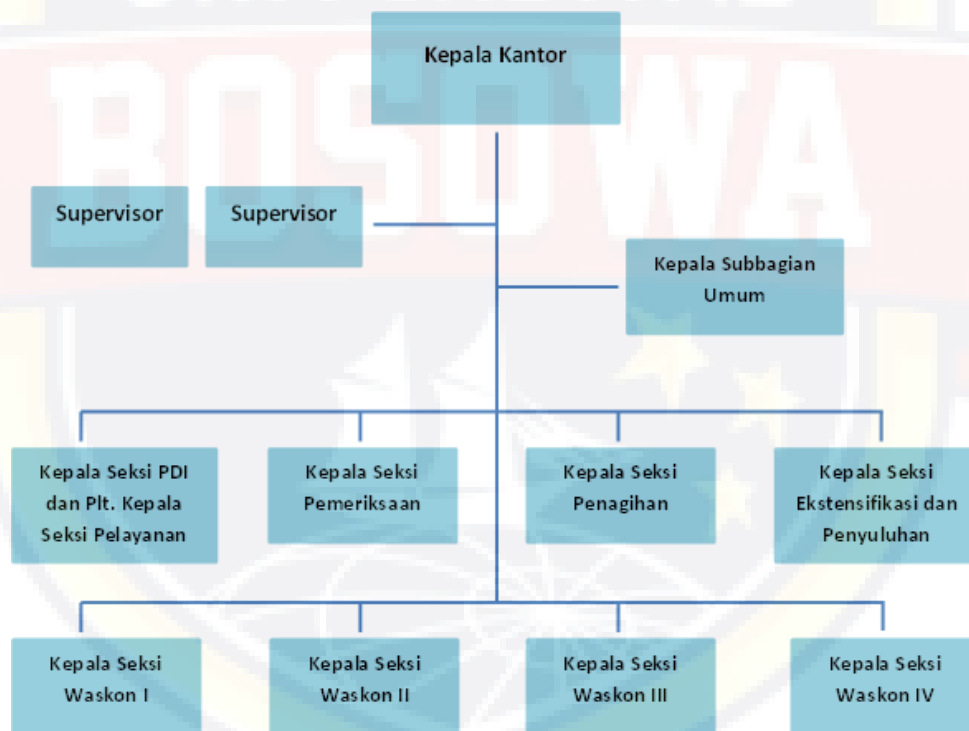 BOSOWA
Kepala Kantor
Supervisor
Supervisor
Kepala Subbagian
Umum
Kepala Seksi PDI
dan Plt. Kepala
Seksi Pelayanan
Kepala Seksi
Pemeriksaan
Kepala Seksi
Penagihan
Kepala Seksi
Ekstensifikasi dan
Penyuluhan
Kepala Seksi
Waskon I
Kepala Seksi
Waskon II
Kepala Seksi
Waskon III
Kepala Seksi
Waskon IV